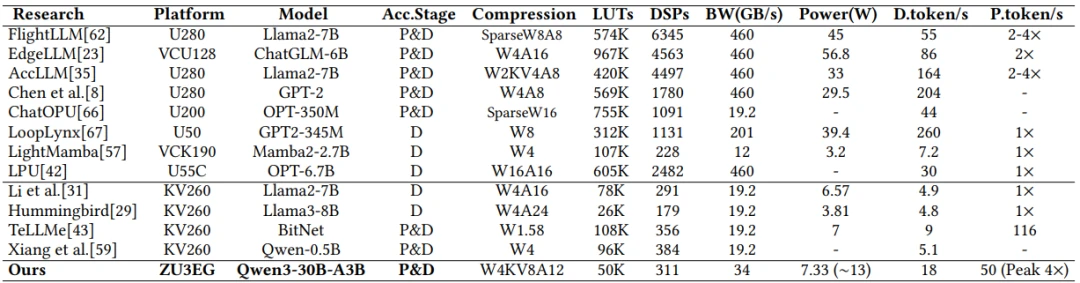 Research Platform Model Acc.Stage Compression LUTs DSPs BW(GB/s) Power(W) D.token/s P.token/s
FlightLLM[62] U280 Llama2-7B P&D SparseW8A8 574K 6345 460 45 55 2-4×
EdgeLLM[23] VCU128 ChatGLM-6B P&D W4A16 967K 4563 460 56.8 86 2×
AccLLM[35] U280 Llama2-7B P&D W2KV4A8 420K 4497 460 33 164 2-4×
Chen et al.[8] U280 GPT-2 P&D W4A8 569K 1780 460 29.5 204 -
ChatOPU[66] U200 OPT-350M P&D SparseW16 755K 1091 19.2 - 44 -
LoopLynx[67] U50 GPT2-345M D W8 312K 1131 201 39.4 260 1×
LightMamba[57] VCK190 Mamba2-2.7B D W4 107K 228 12 3.2 7.2 1×
LPU[42] U55C OPT-6.7B D W16A16 605K 2482 460 - 30 1×
Li et al.[31] KV260 Llama2-7B D W4A16 78K 291 19.2 6.57 4.9 1×
Hummingbird[29] KV260 Llama3-8B D W4A24 26K 179 19.2 3.81 4.8 1×
TeLLMe[43] KV260 BitNet P&D W1.58 108K 356 19.2 7 9 116
Xiang et al.[59] KV260 Qwen-0.5B P&D W4 96K 384 19.2 - 5.1 -
Ours ZU3EG Qwen3-30B-A3B P&D W4KV8A12 50K 311 34 7.33 (~13) 18 50 (Peak 4×)